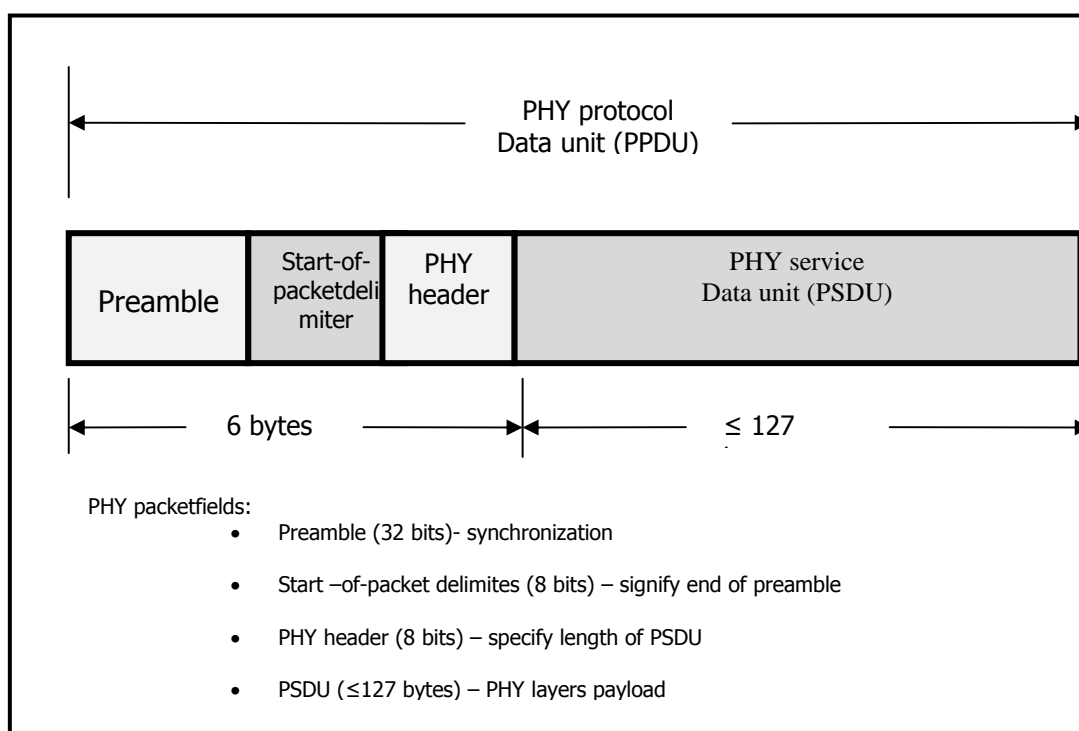 PHY protocol
Data unit (PPDU)
Preamble
Start-of-
packetdeli
miter
PHY
header
PHY service
Data unit (PSDU)
6 bytes
≤ 127
PHY packetfields:
• Preamble (32 bits)- synchronization
• Start –of-packet delimites (8 bits) – signify end of preamble
• PHY header (8 bits) – specify length of PSDU
• PSDU (≤127 bytes) – PHY layers payload